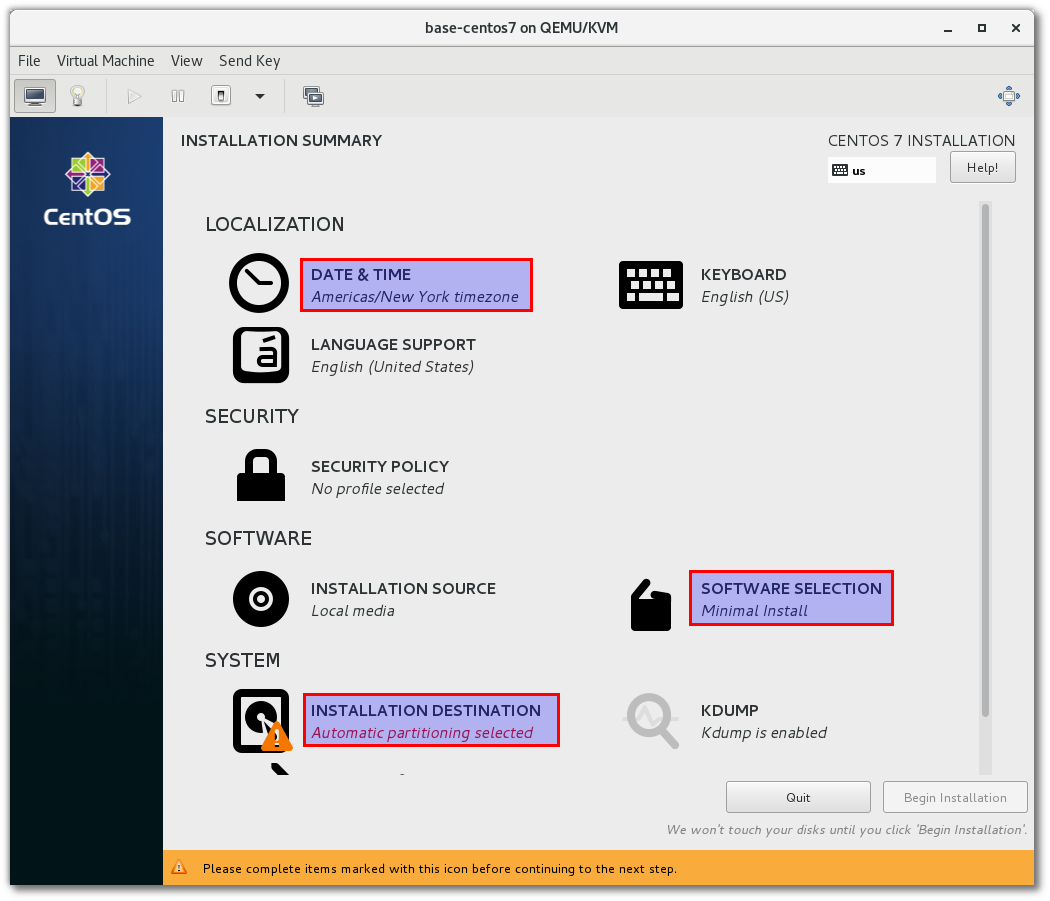 base-centos7 on QEMU/KVM
File Virtual Machine View Send Key
INSTALLATION SUMMARY
CENTOS 7 INSTALLATION
us
Help!
CentOS
LOCALIZATION
DATE & TIME
Americas/New York timezone
KEYBOARD
English (US)
LANGUAGE SUPPORT
English (United States)
SECURITY
SECURITY POLICY
No profile selected
SOFTWARE
INSTALLATION SOURCE
Local media
SOFTWARE SELECTION
Minimal Install
SYSTEM
INSTALLATION DESTINATION
Automatic partitioning selected
KDUMP
Kdump is enabled
Quit
Begin Installation
We won't touch your disks until you click 'Begin Installation'.
Please complete items marked with this icon before continuing to the next step.